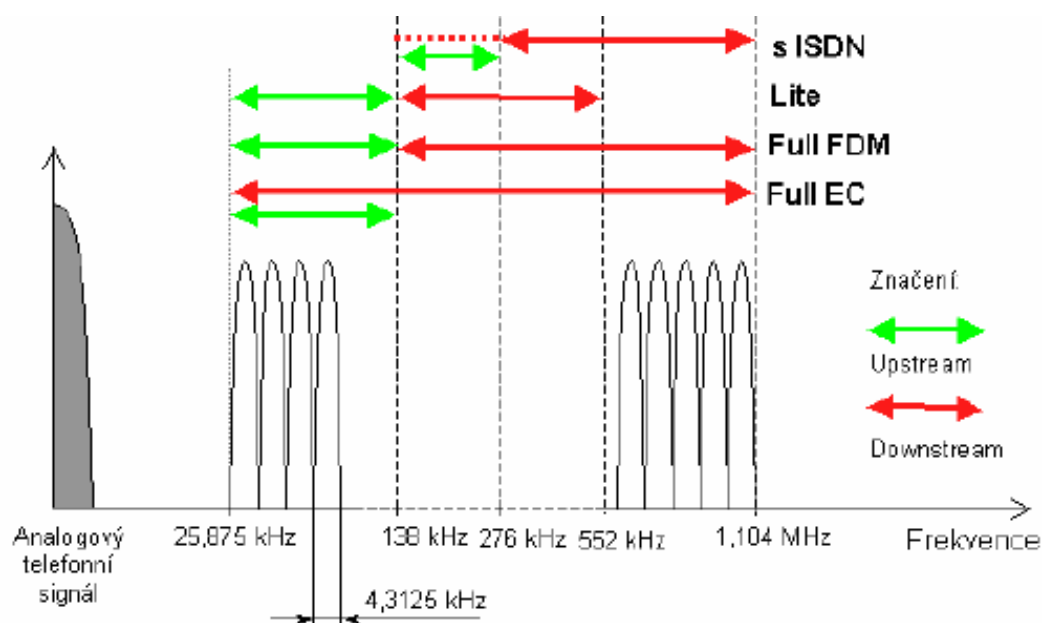 s ISDN
Lite
Full FDM
Full EC
Značení:
Upstream
Downstream
Analogový
telefonní
signál
25,875 kHz
138 kHz
276 kHz
552 kHz
1,104 MHz
Frekvence
4,3125 kHz